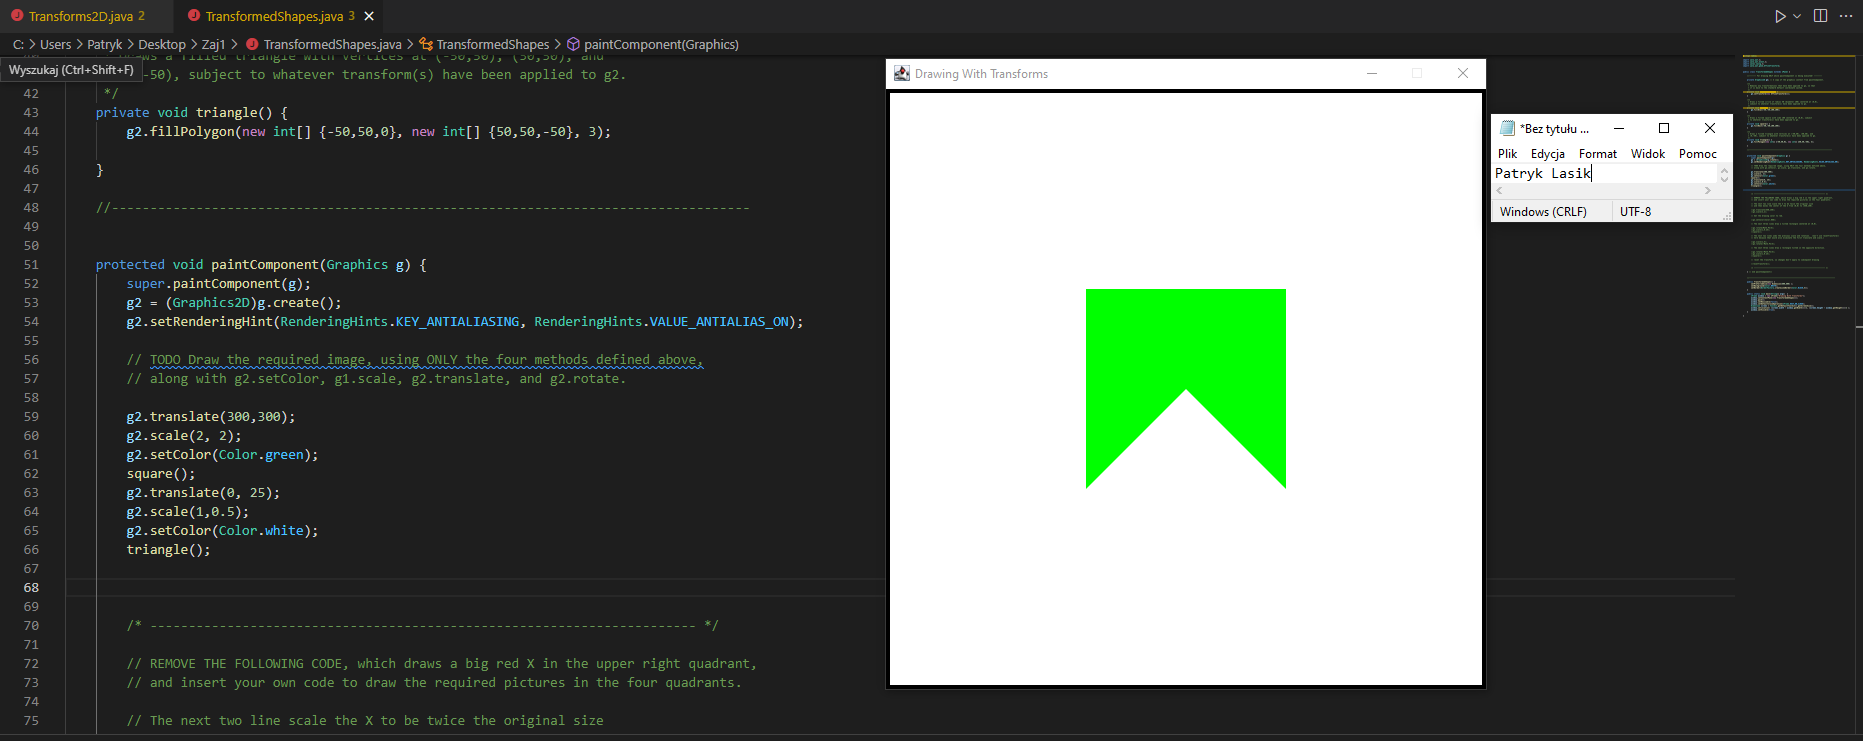 Transforms2D.java 2
TransformedShapes.java 3
C: > Users > Patryk > Desktop > Zaj1 > TransformedShapes.java > TransformedShapes > paintComponent(Graphics)
Wyszukaj (Ctrl+Shift+F)
a filled triangle with vertices at (-50,50), (50,50), and
-50), subject to whatever transform(s) have been applied to g2.
42 */
43 private void triangle() {
44 g2.fillPolygon(new int[] {-50,50,0}, new int[] {50,50,-50}, 3);
45
46 }
47
48 //-----------------------------------------------------------------------------------
49
50
51 protected void paintComponent(Graphics g) {
52 super.paintComponent(g);
53 g2 = (Graphics2D)g.create();
54 g2.setRenderingHint(RenderingHints.KEY_ANTIALIASING, RenderingHints.VALUE_ANTIALIAS_ON);
55
56 // TODO Draw the required image, using ONLY the four methods defined above,
57 // along with g2.setColor, g1.scale, g2.translate, and g2.rotate.
58
59 g2.translate(300,300);
60 g2.scale(2, 2);
61 g2.setColor(Color.green);
62 square();
63 g2.translate(0, 25);
64 g2.scale(1,0.5);
65 g2.setColor(Color.white);
66 triangle();
67
68
69
70 /* ----------------------------------------------------------------------- */
71
72 // REMOVE THE FOLLOWING CODE, which draws a big red X in the upper right quadrant,
73 // and insert your own code to draw the required pictures in the four quadrants.
74
75 // The next two line scale the X to be twice the original size
Drawing With Transforms
*Bez tytułu ...
Plik Edycja Format Widok Pomoc
Patryk Lasik
Windows (CRLF) UTF-8